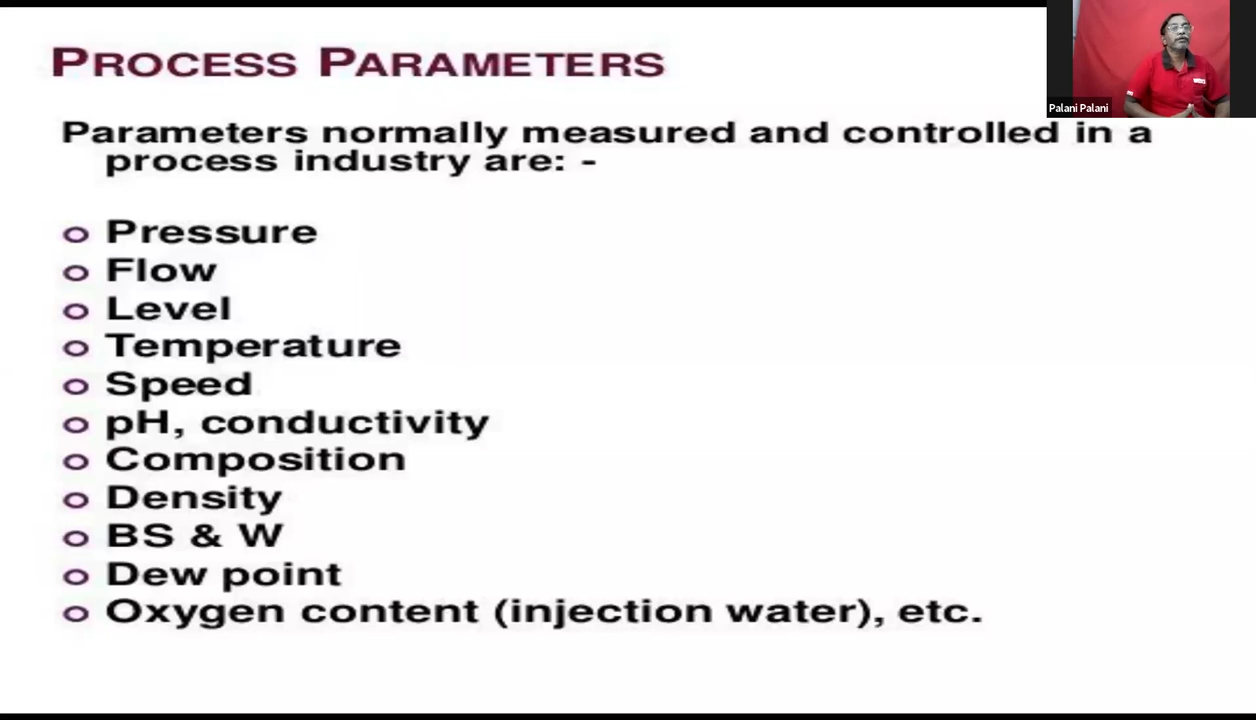 PROCESS PARAMETERS
Palani Palani
Parameters normally measured and controlled in a
process industry are: -
Pressure
Flow
Level
Temperature
Speed
pH, conductivity
Composition
Density
BS & W
Dew point
Oxygen content (injection water), etc.